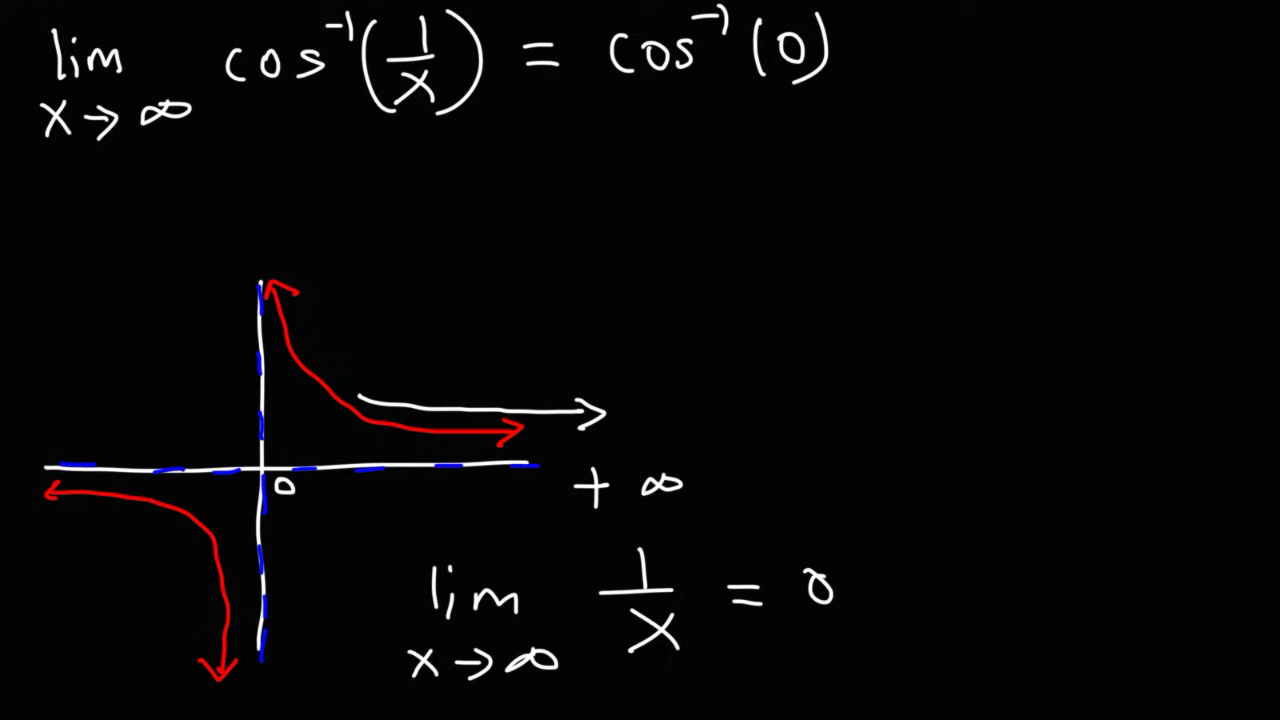 lim cos⁻¹(1/x) = cos⁻¹(0)
x → ∞
0
+ ∞
lim 1/x = 0
x → ∞